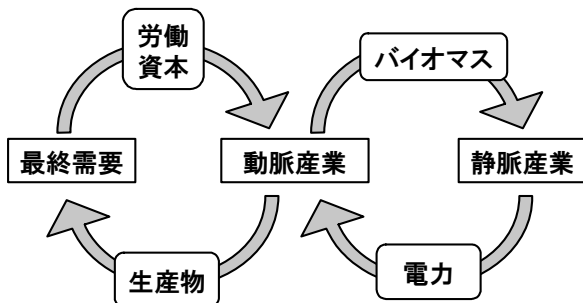 労働
資本
バイオマス
最終需要
動脈産業
静脈産業
生産物
電力